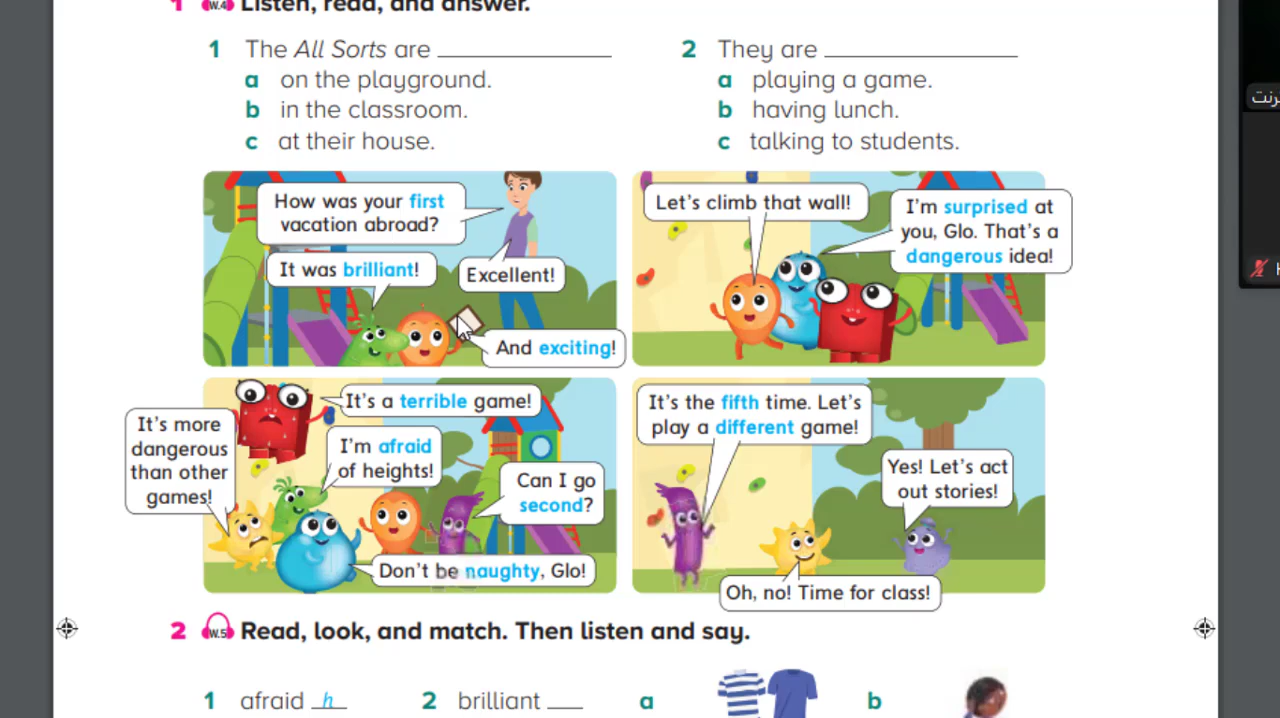 1 W.4 Listen, read, and answer.
1 The All Sorts are ____________
a on the playground.
b in the classroom.
c at their house.
2 They are ____________
a playing a game.
b having lunch.
c talking to students.
How was your first
vacation abroad?
It was brilliant!
Excellent!
And exciting!
Let's climb that wall!
I'm surprised at
you, Glo. That's a
dangerous idea!
It's a terrible game!
It's more
dangerous
than other
games!
I'm afraid
of heights!
Can I go
second?
Don't be naughty, Glo!
It's the fifth time. Let's
play a different game!
Yes! Let's act
out stories!
Oh, no! Time for class!
2 W.5 Read, look, and match. Then listen and say.
1 afraid h
2 brilliant ___
a
b